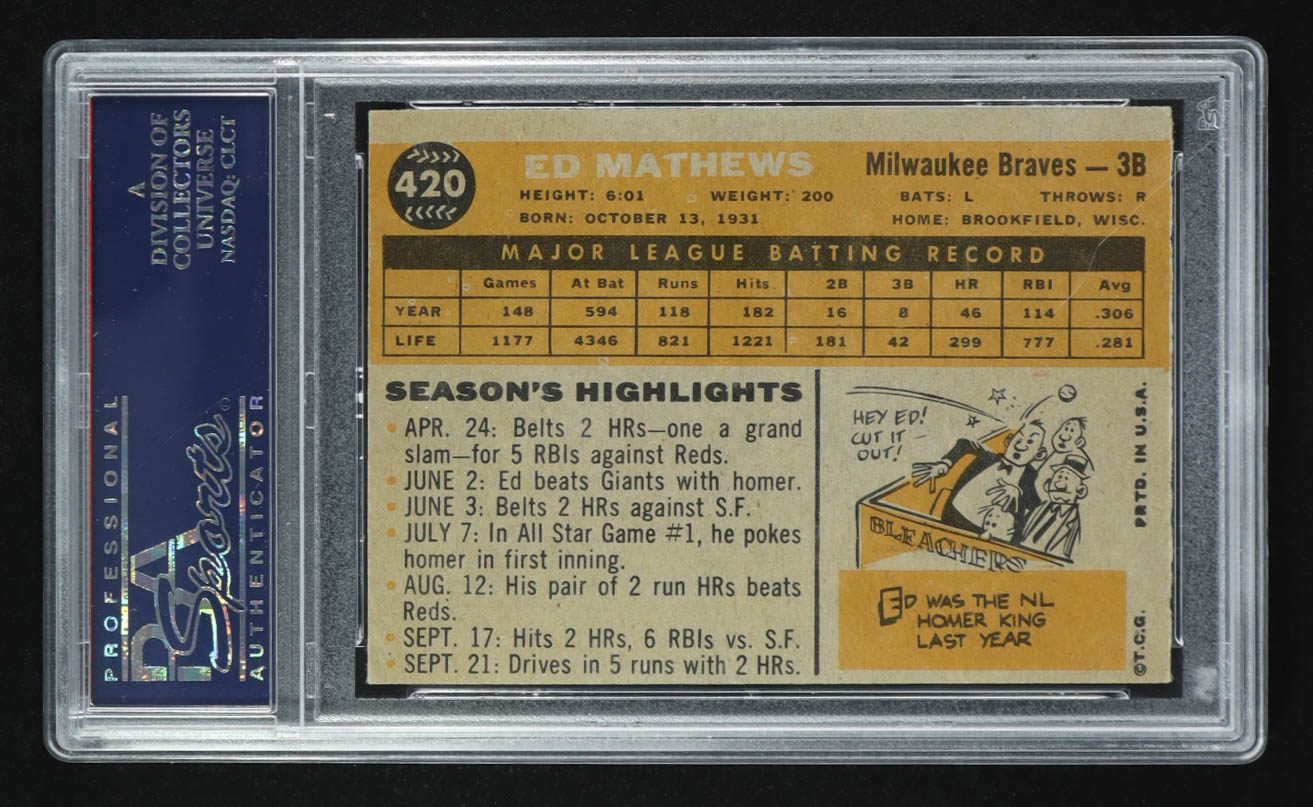 A
DIVISION OF
COLLECTORS
UNIVERSE
NASDAQ: CLCT
PROFESSIONAL
PSA
Sports ©
AUTHENTICATOR
420
ED MATHEWS
Milwaukee Braves — 3B
HEIGHT: 6:01 WEIGHT: 200 BATS: L THROWS: R
BORN: OCTOBER 13, 1931 HOME: BROOKFIELD, WISC.
MAJOR LEAGUE BATTING RECORD
Games At Bat Runs Hits 2B 3B HR RBI Avg
YEAR 148 594 118 182 16 8 46 114 .306
LIFE 1177 4346 821 1221 181 42 299 777 .281
SEASON'S HIGHLIGHTS
• APR. 24: Belts 2 HRs—one a grand
slam—for 5 RBIs against Reds.
• JUNE 2: Ed beats Giants with homer.
• JUNE 3: Belts 2 HRs against S.F.
• JULY 7: In All Star Game #1, he pokes
homer in first inning.
• AUG. 12: His pair of 2 run HRs beats
Reds.
• SEPT. 17: Hits 2 HRs, 6 RBIs vs. S.F.
• SEPT. 21: Drives in 5 runs with 2 HRs.
HEY ED!
CUT IT
OUT!
BLEACHERS
ED WAS THE NL
HOMER KING
LAST YEAR
©T.C.G. PRTD. IN U.S.A.